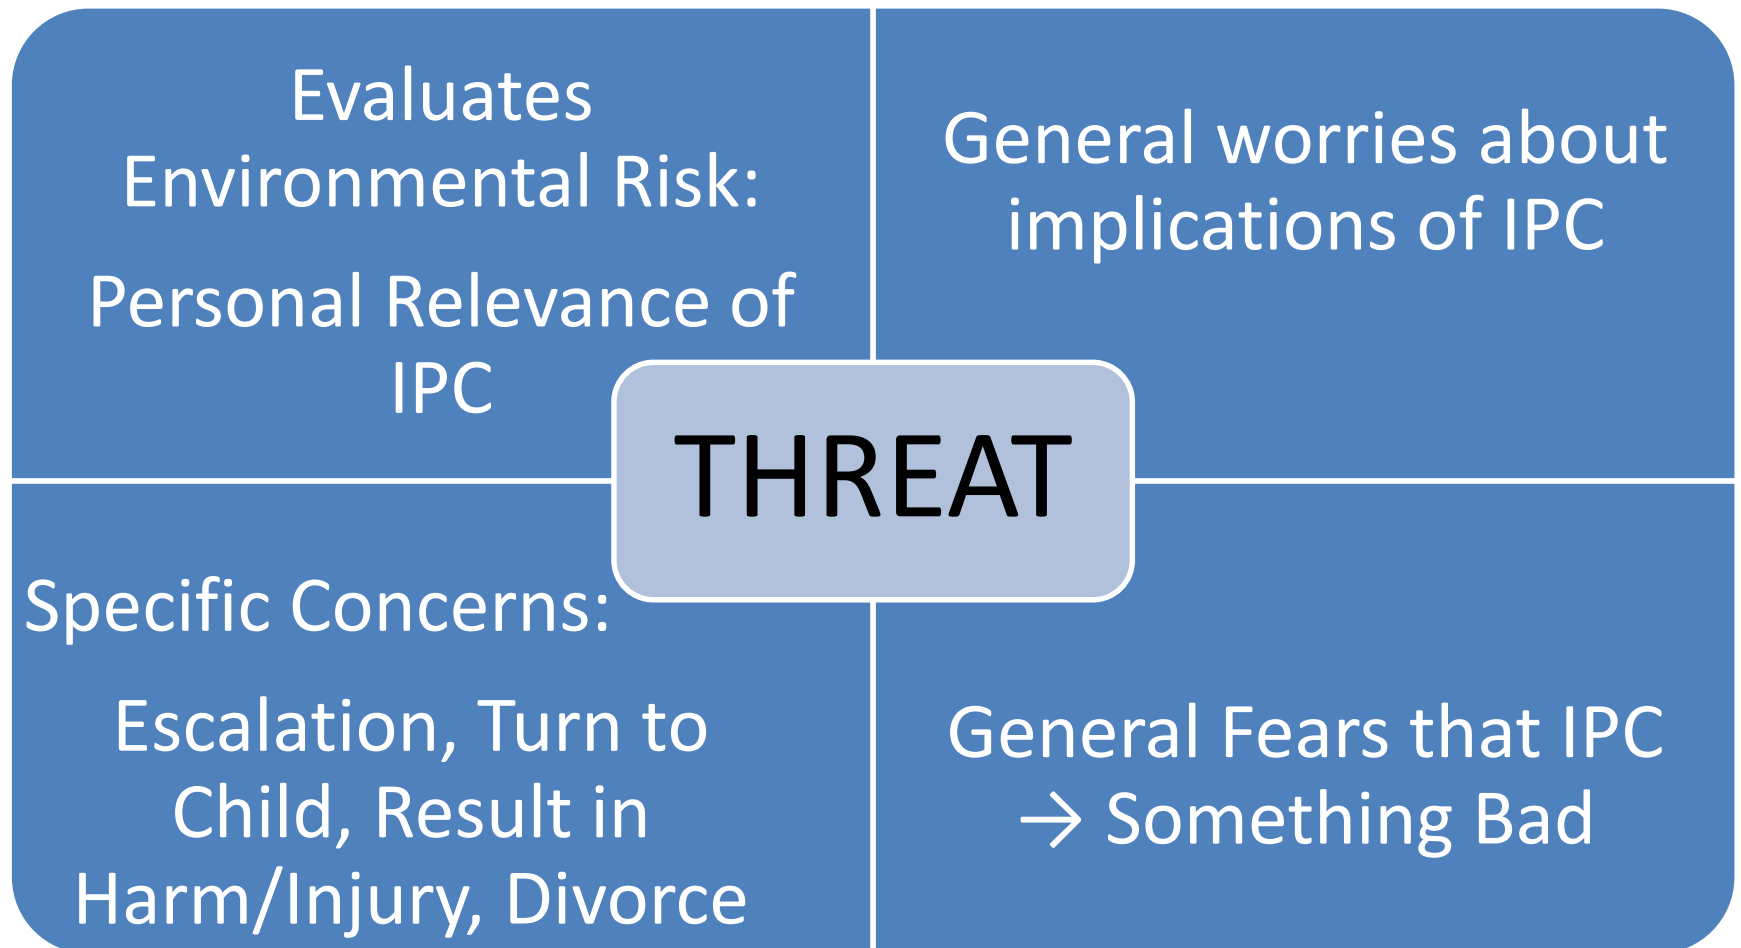 Evaluates
Environmental Risk:
Personal Relevance of
IPC
General worries about
implications of IPC
THREAT
Specific Concerns:
Escalation, Turn to
Child, Result in
Harm/Injury, Divorce
General Fears that IPC
→ Something Bad